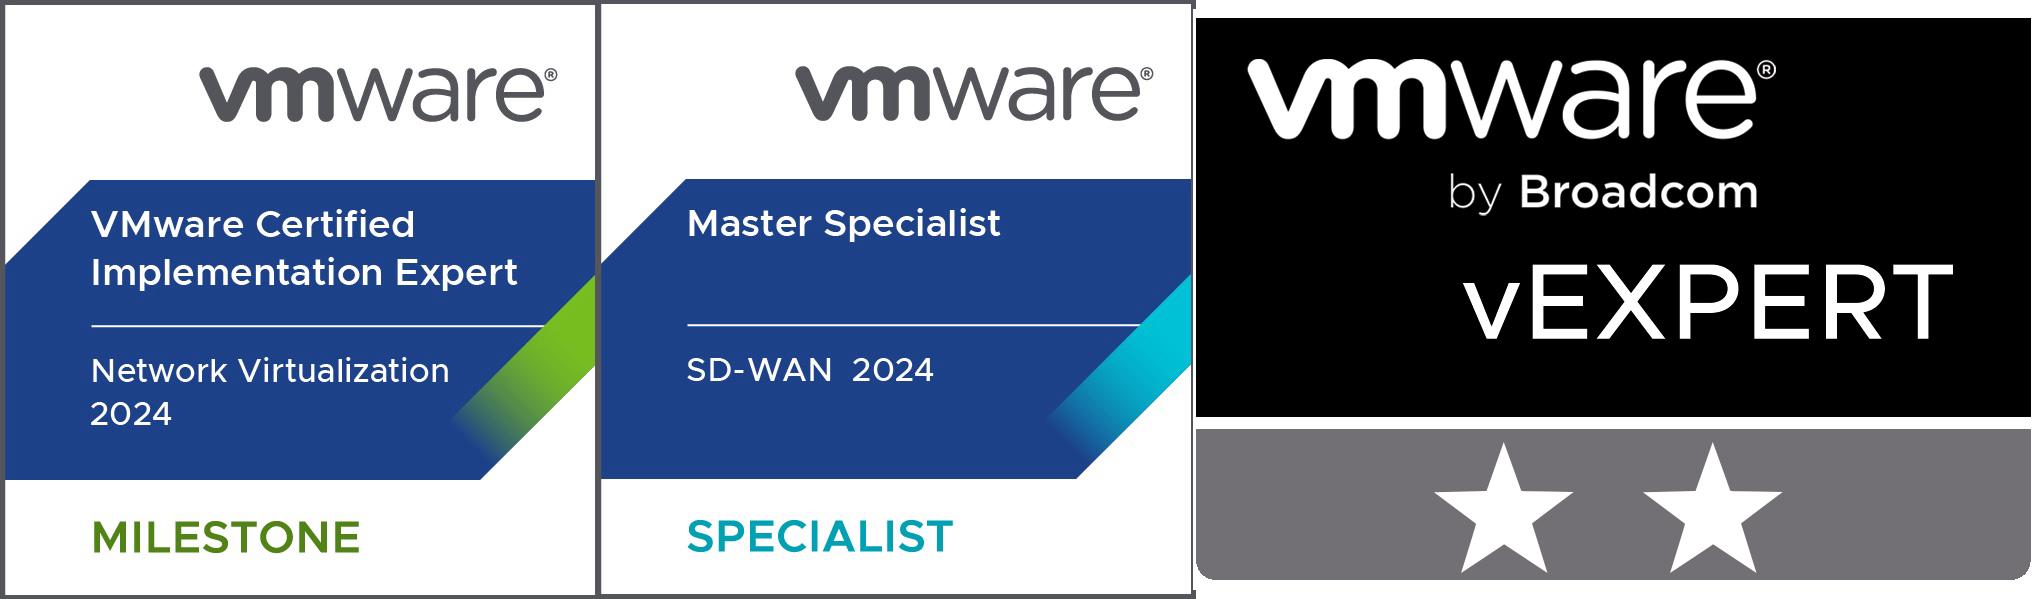 vmware®
VMware Certified
Implementation Expert
Network Virtualization
2024
MILESTONE
vmware®
Master Specialist
SD-WAN 2024
SPECIALIST
vmware®
by Broadcom
vEXPERT